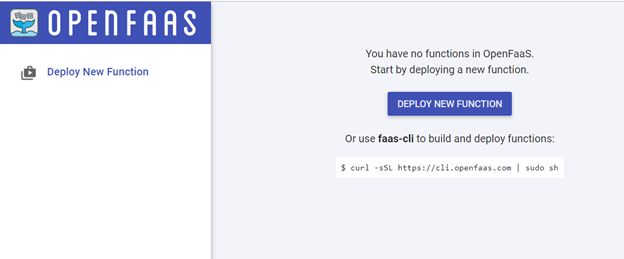 OPENFAAS
Deploy New Function
You have no functions in OpenFaaS.
Start by deploying a new function.
DEPLOY NEW FUNCTION
Or use faas-cli to build and deploy functions:
$ curl -sSL https://cli.openfaas.com | sudo sh